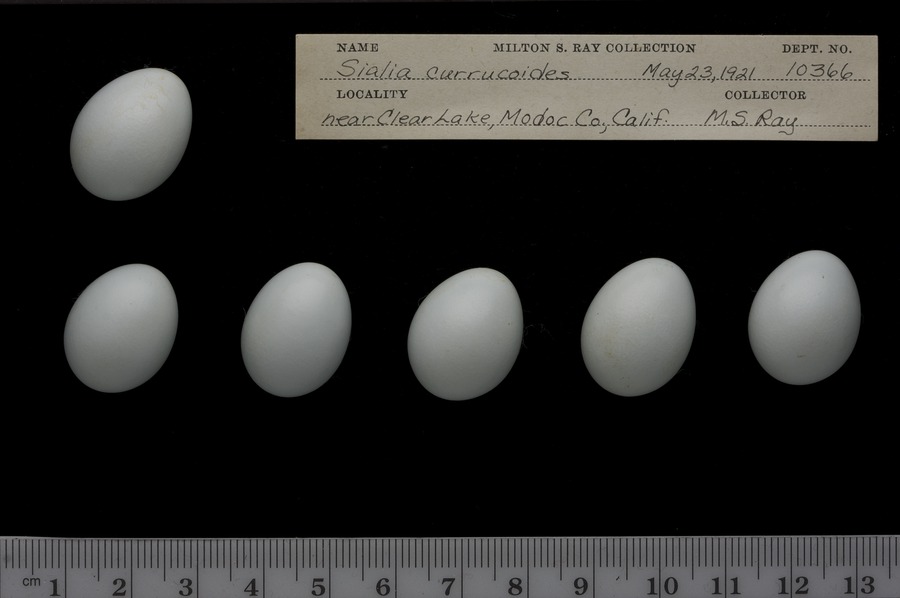 NAME MILTON S. RAY COLLECTION DEPT. NO.
Sialia currucoides May 23, 1921 10366
LOCALITY COLLECTOR
near Clear Lake, Modoc Co., Calif. M.S. Ray
cm 1 2 3 4 5 6 7 8 9 10 11 12 13